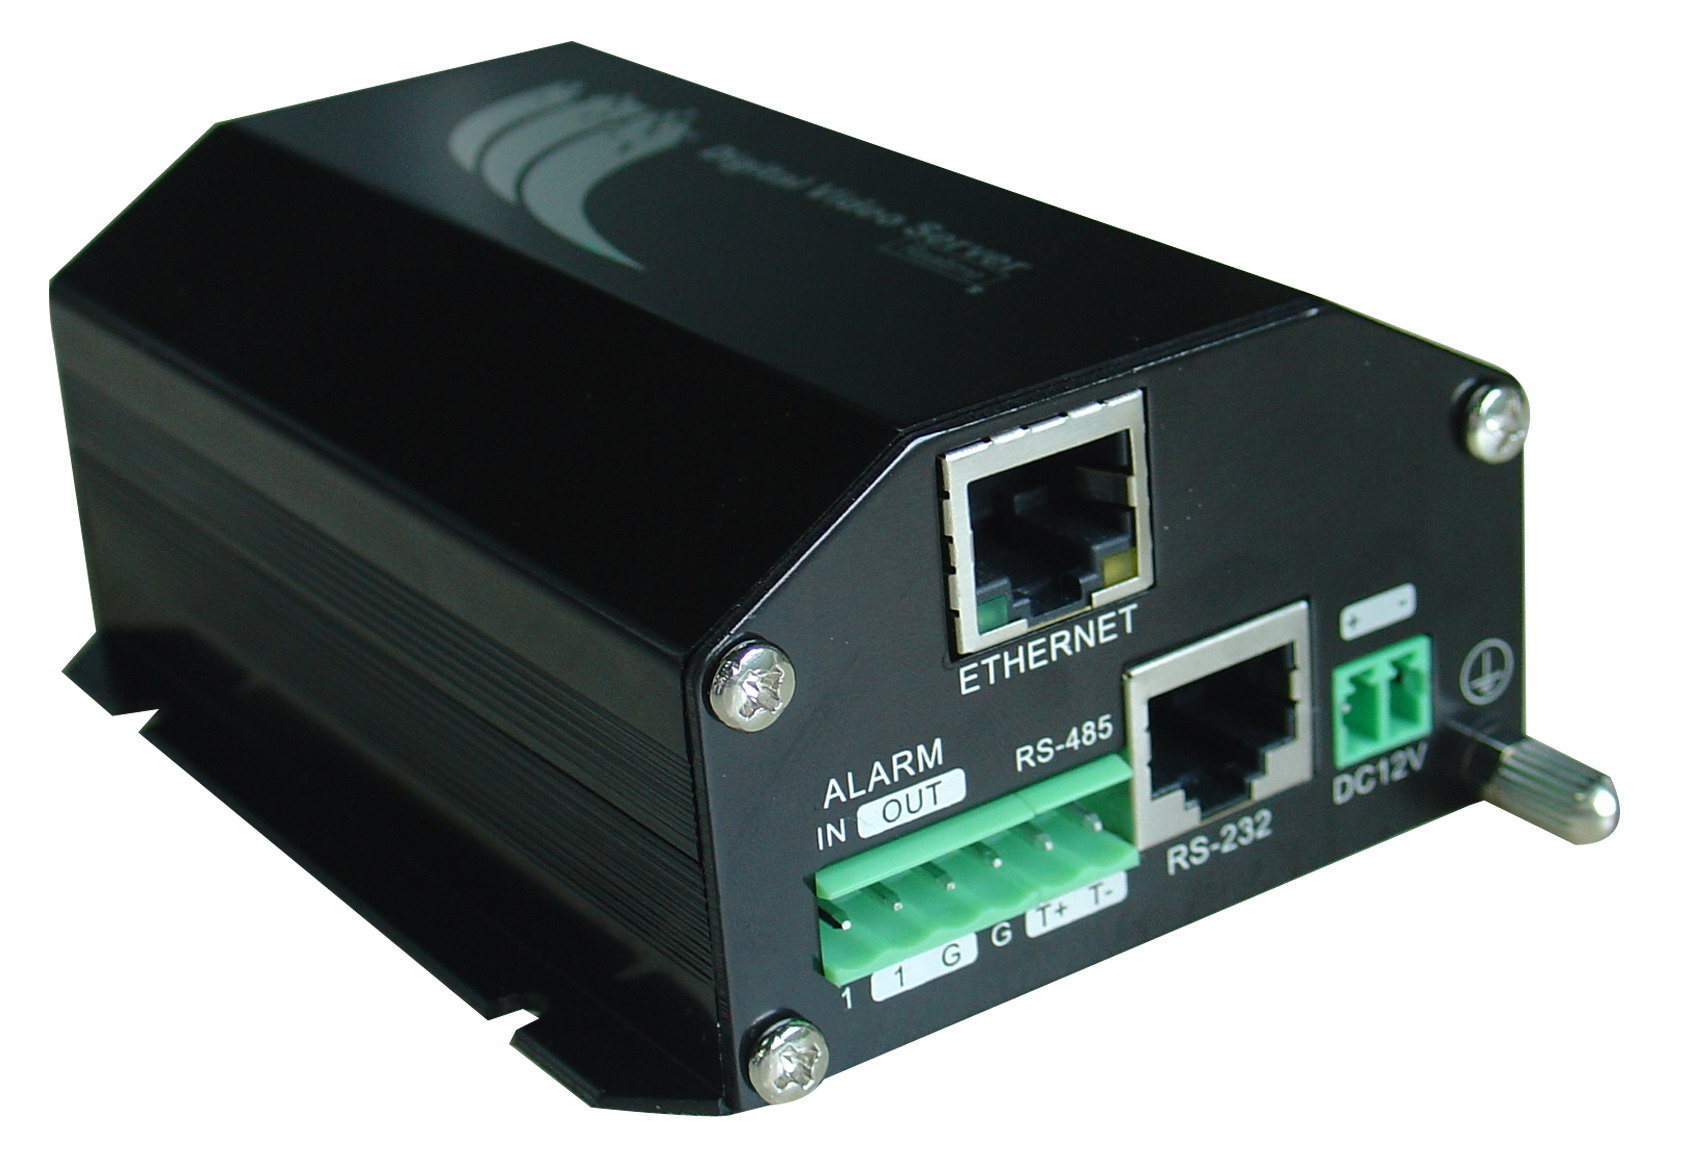 Digital Video Server
ETHERNET
RS-485
ALARM
IN OUT
1 1 G G T+ T-
RS-232
+ -
DC12V